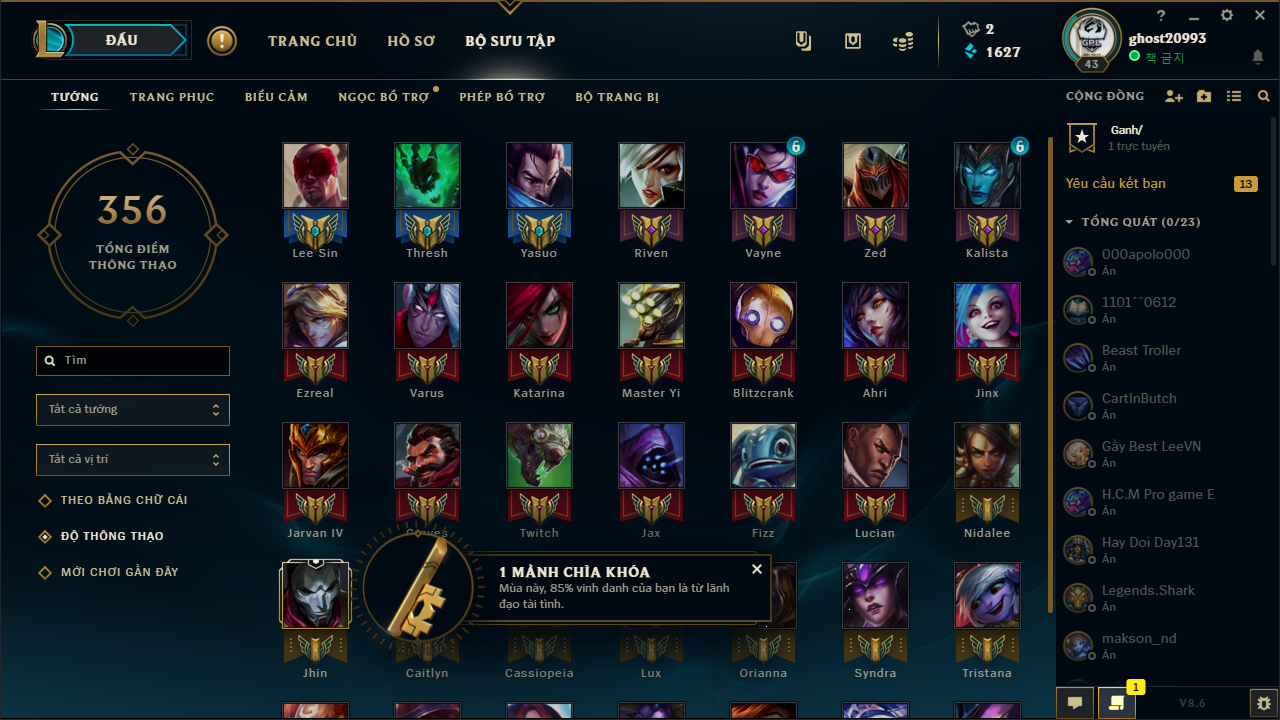 ĐẤU
TRANG CHỦ
HỒ SƠ
BỘ SƯU TẬP
2
1627
GPL
43
?
ghost20993
책 금지
TƯỚNG
TRANG PHỤC
BIỂU CẢM
NGỌC BỔ TRỢ
PHÉP BỔ TRỢ
BỘ TRANG BỊ
CỘNG ĐỒNG
356
TỔNG ĐIỂM
THÔNG THẠO
Tìm
Tất cả tướng
Tất cả vị trí
THEO BẢNG CHỮ CÁI
ĐỘ THÔNG THẠO
MỚI CHƠI GẦN ĐÂY
6
6
Lee Sin
Thresh
Yasuo
Riven
Vayne
Zed
Kalista
Ezreal
Varus
Katarina
Master Yi
Blitzcrank
Ahri
Jinx
Jarvan IV
Graves
Twitch
Jax
Fizz
Lucian
Nidalee
1 MẢNH CHÌA KHÓA
Mùa này, 85% vinh danh của bạn là từ lãnh
đạo tài tình.
Jhin
Caitlyn
Cassiopeia
Lux
Orianna
Syndra
Tristana
Ganh/
1 trực tuyến
Yêu cầu kết bạn
13
TỔNG QUÁT (0/23)
000apolo000
Ẩn
1101^^0612
Ẩn
Beast Troller
Ẩn
CartInButch
Ẩn
Gầy Best LeeVN
Ẩn
H.C.M Pro game E
Ẩn
Hay Doi Day131
Ẩn
Legends.Shark
Ẩn
makson_nd
Ẩn
1
V8.6